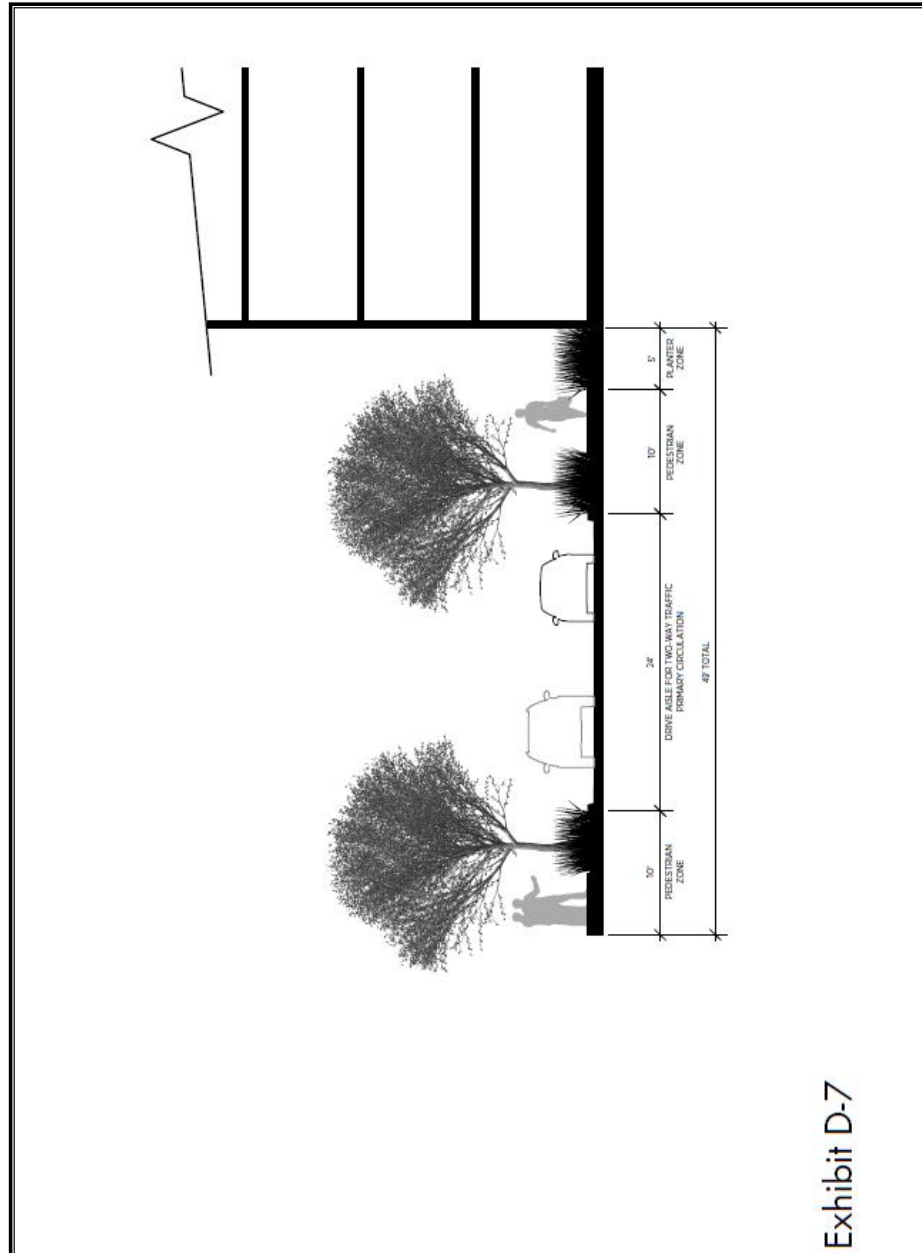 10'
PEDESTRIAN
ZONE
24'
DRIVE AISLE FOR TWO-WAY TRAFFIC
PRIMARY CIRCULATION
10'
PEDESTRIAN
ZONE
5'
PLANTER
ZONE
49' TOTAL
Exhibit D-7